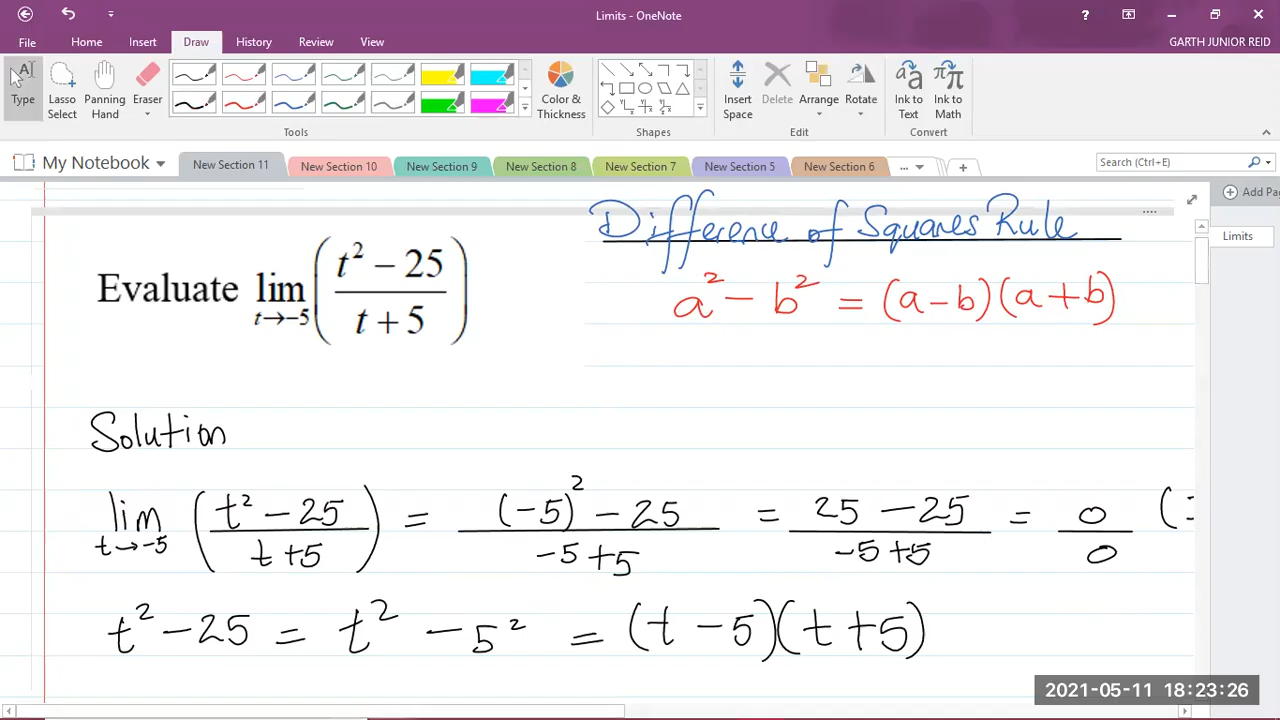 Limits - OneNote
GARTH JUNIOR REID
File Home Insert Draw History Review View
Type
Lasso Select
Panning Hand
Eraser
Color & Thickness
Insert Space
Delete
Arrange
Rotate
Ink to Text
Ink to Math
Tools Shapes Edit Convert
My Notebook
New Section 11 New Section 10 New Section 9 New Section 8 New Section 7 New Section 5 New Section 6 ...
Search (Ctrl+E)
Add Pa
Limits
Difference of Squares Rule
a² - b² = (a-b)(a+b)
Evaluate lim t→-5 ((t² - 25)/(t + 5))
Solution
lim t→-5 ((t² - 25)/(t+5)) = ((-5)² - 25)/(-5+5) = (25 - 25)/(-5+5) = 0/0 (
t² - 25 = t² - 5² = (t - 5)(t + 5)
2021-05-11 18:23:26